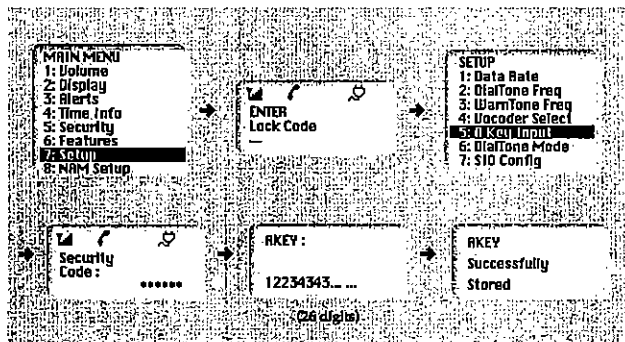 MAIN MENU
1: Volume
2: Display
3: Alerts
4: Time Info
5: Security
6: Features
7: Setup
8: NAM Setup
ENTER
Lock Code
SETUP
1: Data Rate
2: DialTone Freq
3: WarnTone Freq
4: Vocoder Select
5: A Key Input
6: DialTone Mode
7: SIO Config
Security
Code :
******
AKEY :
12234343... ...
(26 digits)
AKEY
Successfully
Stored